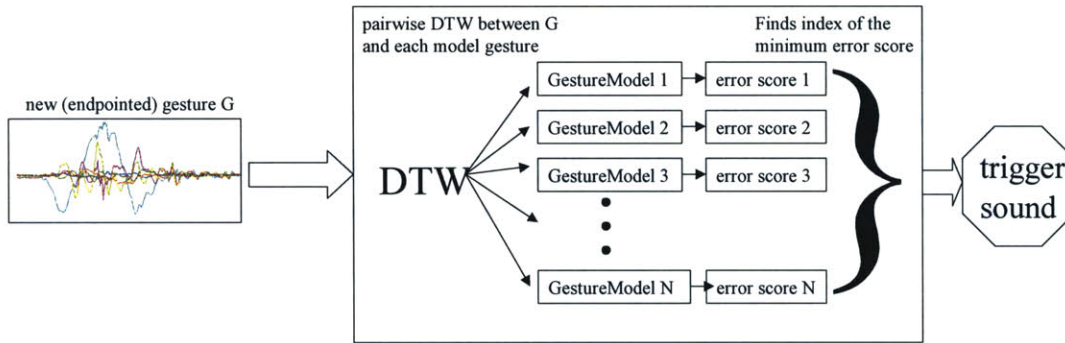 pairwise DTW between G
and each model gesture
Finds index of the
minimum error score
new (endpointed) gesture G
DTW
GestureModel 1
error score 1
GestureModel 2
error score 2
GestureModel 3
error score 3
GestureModel N
error score N
trigger
sound